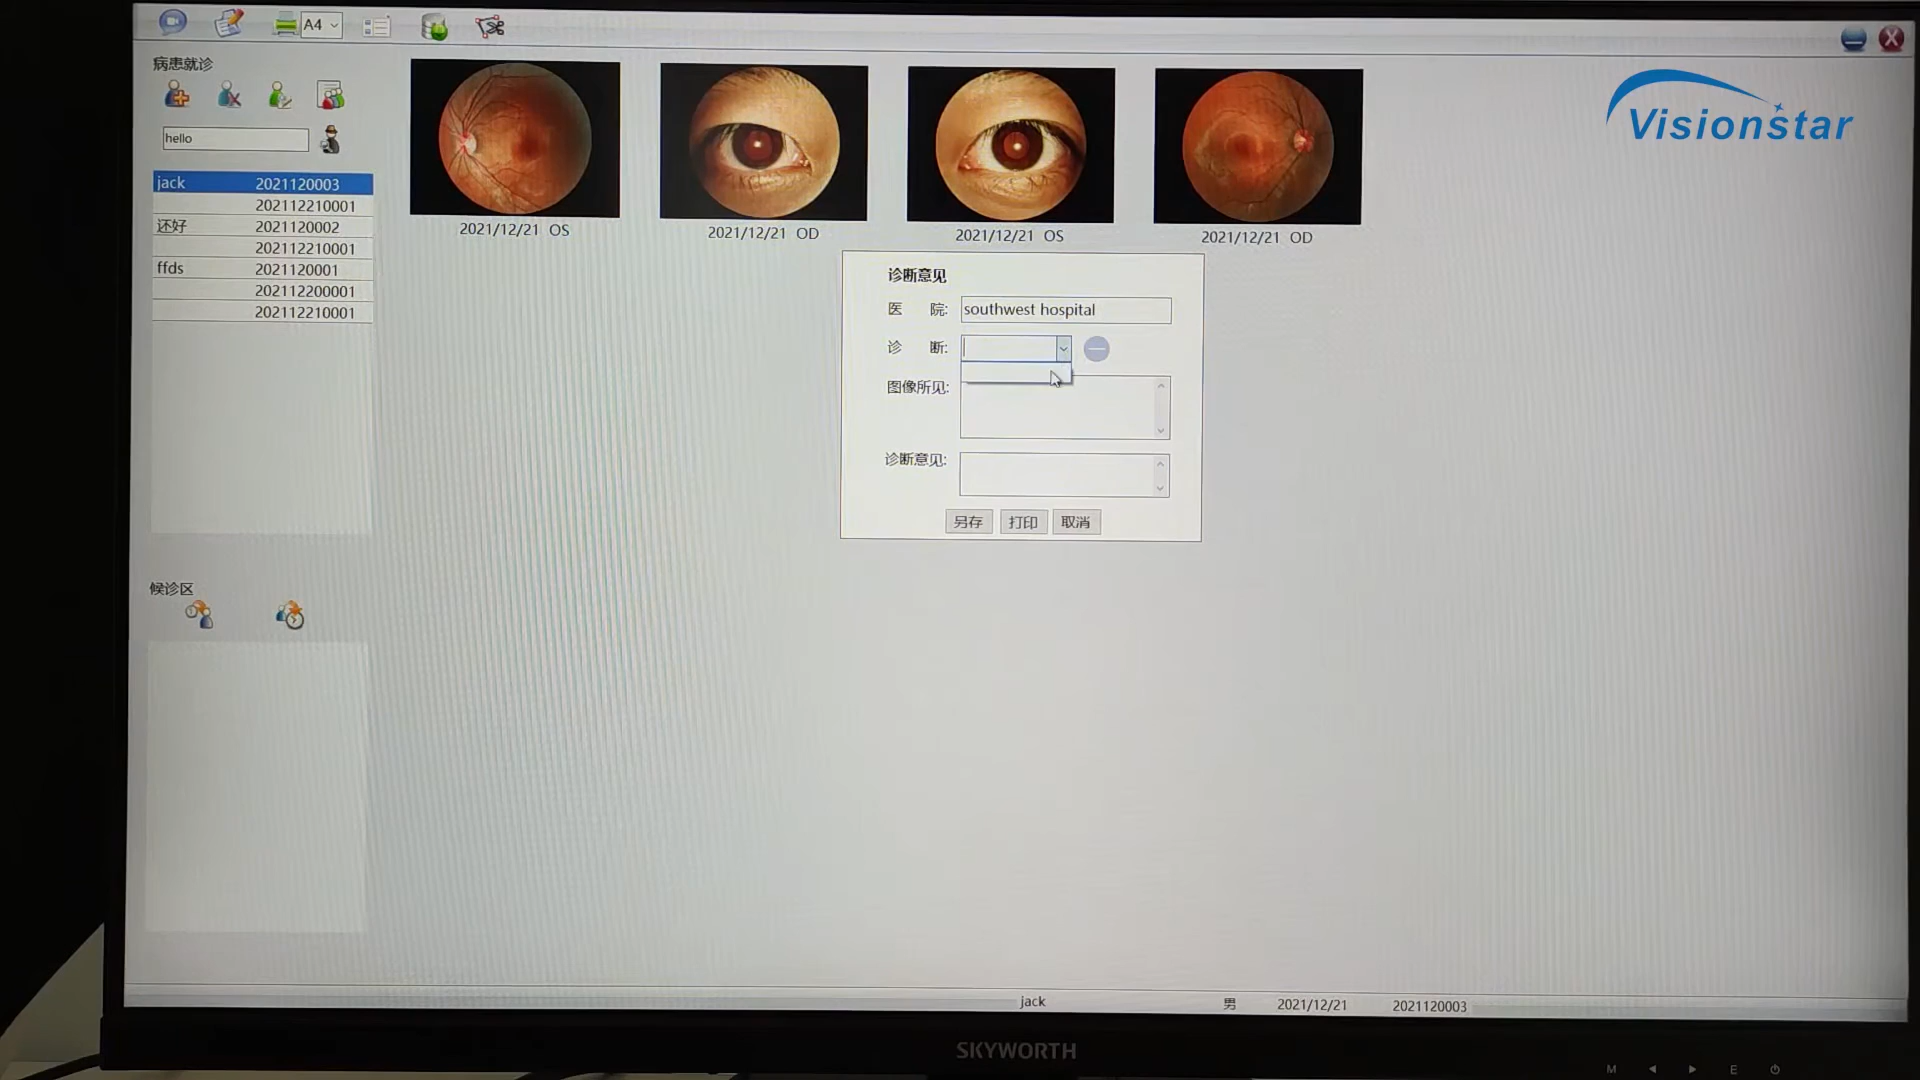 A4
病患就诊
hello
jack 2021120003
202112210001
还好 2021120002
202112210001
ffds 2021120001
202112200001
202112210001
候诊区
2021/12/21 OS
2021/12/21 OD
2021/12/21 OS
2021/12/21 OD
Visionstar
诊断意见
医 院: southwest hospital
诊 断:
图像所见:
诊断意见:
另存 打印 取消
jack 男 2021/12/21 2021120003
SKYWORTH
M E